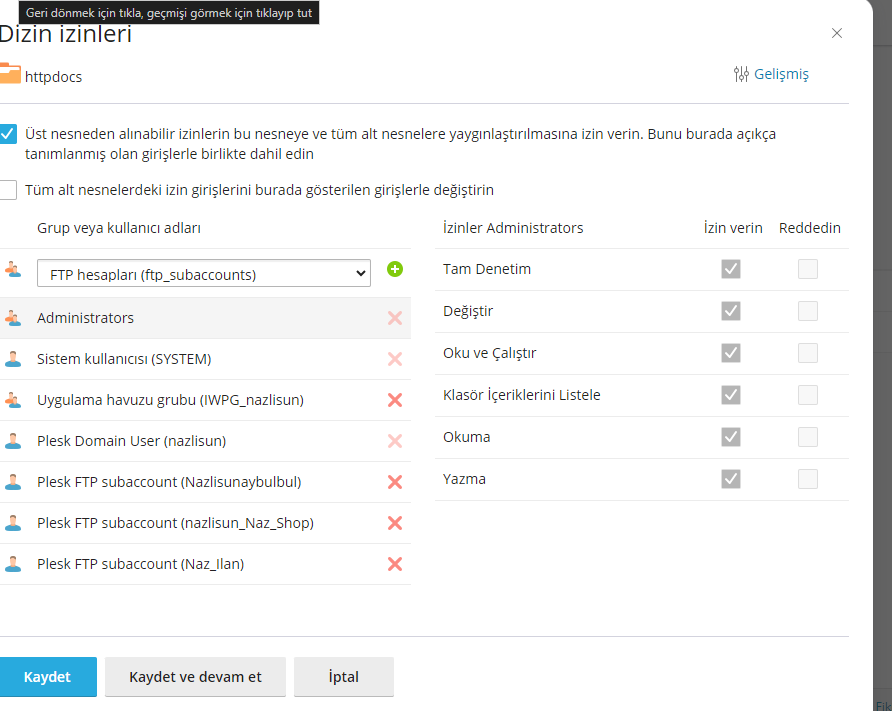 Geri dönmek için tıkla, geçmişi görmek için tıklayıp tut
Dizin izinleri
httpdocs
Gelişmiş
Üst nesneden alınabilir izinlerin bu nesneye ve tüm alt nesnelere yaygınlaştırılmasına izin verin. Bunu burada açıkça
tanımlanmış olan girişlerle birlikte dahil edin
Tüm alt nesnelerdeki izin girişlerini burada gösterilen girişlerle değiştirin
Grup veya kullanıcı adları
FTP hesapları (ftp_subaccounts)
Administrators
Sistem kullanıcısı (SYSTEM)
Uygulama havuzu grubu (IWPG_nazlisun)
Plesk Domain User (nazlisun)
Plesk FTP subaccount (Nazlisunaybulbul)
Plesk FTP subaccount (nazlisun_Naz_Shop)
Plesk FTP subaccount (Naz_Ilan)
İzinler Administrators İzin verin Reddedin
Tam Denetim
Değiştir
Oku ve Çalıştır
Klasör İçeriklerini Listele
Okuma
Yazma
Kaydet
Kaydet ve devam et
İptal
Fik